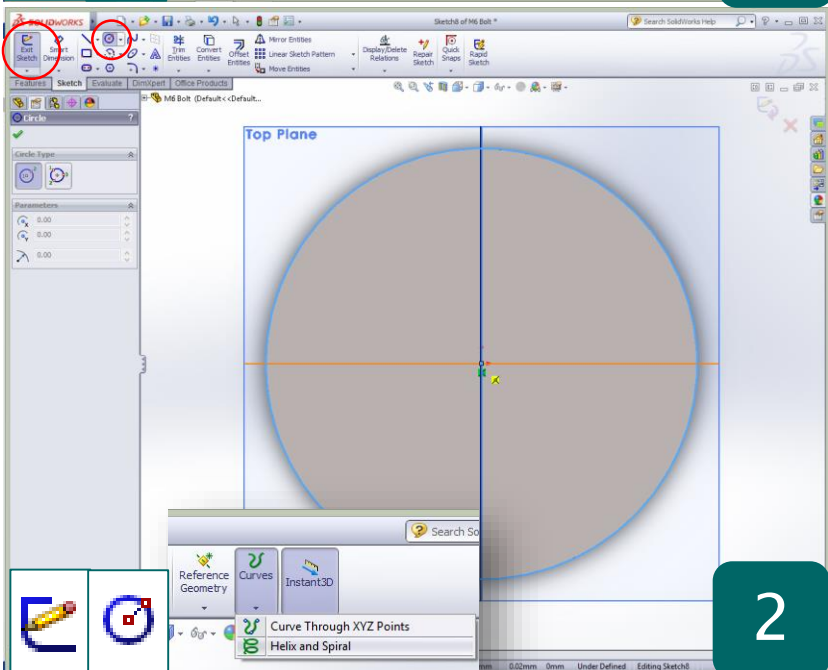 SOLIDWORKS
Sketch8 of M6 Bolt *
Search SolidWorks Help
Exit Sketch
Smart Dimension
Trim Entities
Convert Entities
Offset Entities
Mirror Entities
Linear Sketch Pattern
Move Entities
Display/Delete Relations
Repair Sketch
Quick Snaps
Rapid Sketch
Features Sketch Evaluate DimXpert Office Products
M6 Bolt (Default<<Default...
Circle ?
Circle Type
Parameters
0.00
0.00
0.00
Top Plane
Search So
Reference Geometry
Curves
Instant3D
Curve Through XYZ Points
Helix and Spiral
2
mm 0.02mm 0mm Under Defined Editing Sketch8